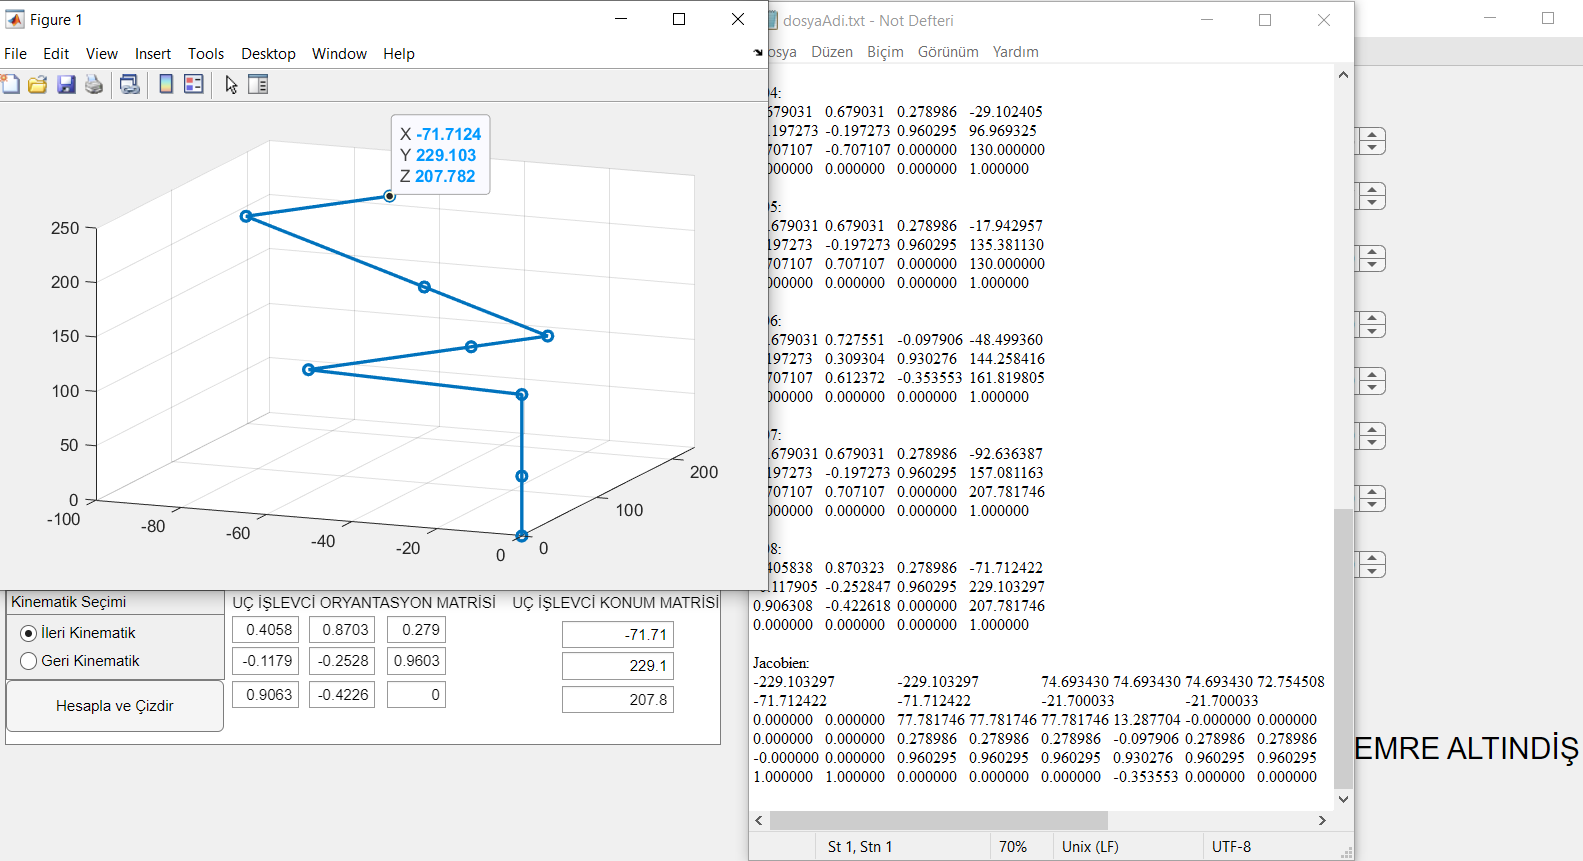 Figure 1
File Edit View Insert Tools Desktop Window Help
X -71.7124
Y 229.103
Z 207.782
250
200
150
100
50
0
-100
-80
-60
-40
-20
0
0
100
200
Kinematik Seçimi
İleri Kinematik
Geri Kinematik
Hesapla ve Çizdir
UÇ İŞLEVCİ ORYANTASYON MATRİSİ
0.4058 0.8703 0.279
-0.1179 -0.2528 0.9603
0.9063 -0.4226 0
UÇ İŞLEVCİ KONUM MATRİSİ
-71.71
229.1
207.8
dosyaAdi.txt - Not Defteri
osya Düzen Biçim Görünüm Yardım
04:
.679031 0.679031 0.278986 -29.102405
.197273 -0.197273 0.960295 96.969325
.707107 -0.707107 0.000000 130.000000
.000000 0.000000 0.000000 1.000000
05:
.679031 0.679031 0.278986 -17.942957
.197273 -0.197273 0.960295 135.381130
.707107 0.707107 0.000000 130.000000
.000000 0.000000 0.000000 1.000000
06:
.679031 0.727551 -0.097906 -48.499360
.197273 0.309304 0.930276 144.258416
.707107 0.612372 -0.353553 161.819805
.000000 0.000000 0.000000 1.000000
07:
.679031 0.679031 0.278986 -92.636387
.197273 -0.197273 0.960295 157.081163
.707107 0.707107 0.000000 207.781746
.000000 0.000000 0.000000 1.000000
08:
.405838 0.870323 0.278986 -71.712422
-0.117905 -0.252847 0.960295 229.103297
0.906308 -0.422618 0.000000 207.781746
0.000000 0.000000 0.000000 1.000000
Jacobien:
-229.103297 -229.103297 74.693430 74.693430 74.693430 72.754508
-71.712422 -71.712422 -21.700033 -21.700033
0.000000 0.000000 77.781746 77.781746 77.781746 13.287704 -0.000000 0.000000
0.000000 0.000000 0.278986 0.278986 0.278986 -0.097906 0.278986 0.278986
-0.000000 0.000000 0.960295 0.960295 0.960295 0.930276 0.960295 0.960295
1.000000 1.000000 0.000000 0.000000 0.000000 -0.353553 0.000000 0.000000
St 1, Stn 1 70% Unix (LF) UTF-8
EMRE ALTINDİŞ